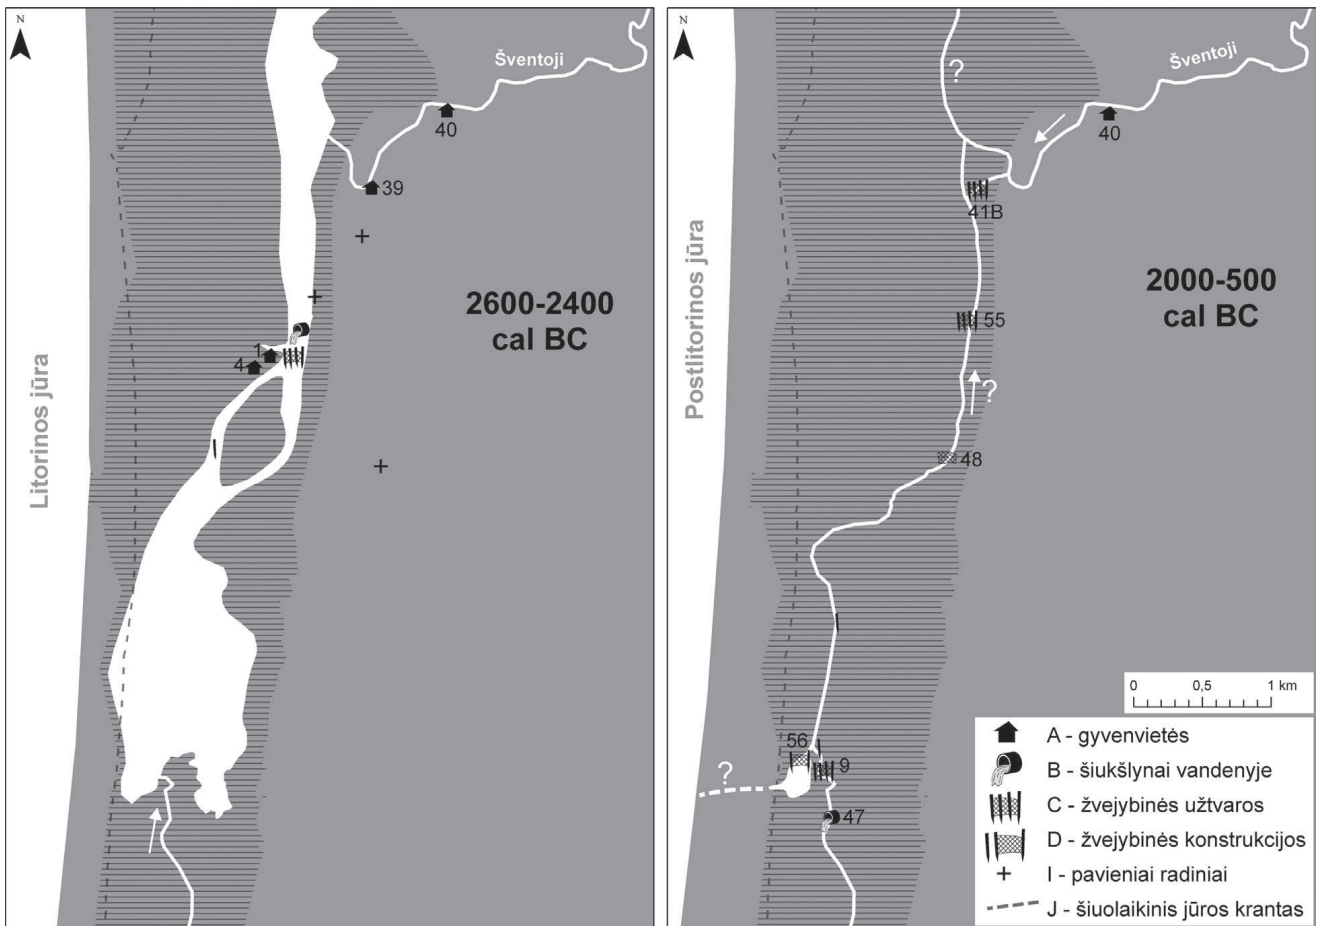 N
Šventoji
40
39
2600-2400
cal BC
1
4
Litorinos jūra
N
?
Šventoji
40
41B
Postlitorinos jūra
2000-500
cal BC
55
?
48
56
9
?
47
0 0,5 1 km
A - gyvenvietės
B - šiukšlynai vandenyje
C - žvejybinės užtvaros
D - žvejybinės konstrukcijos
I - pavieniai radiniai
J - šiuolaikinis jūros krantas